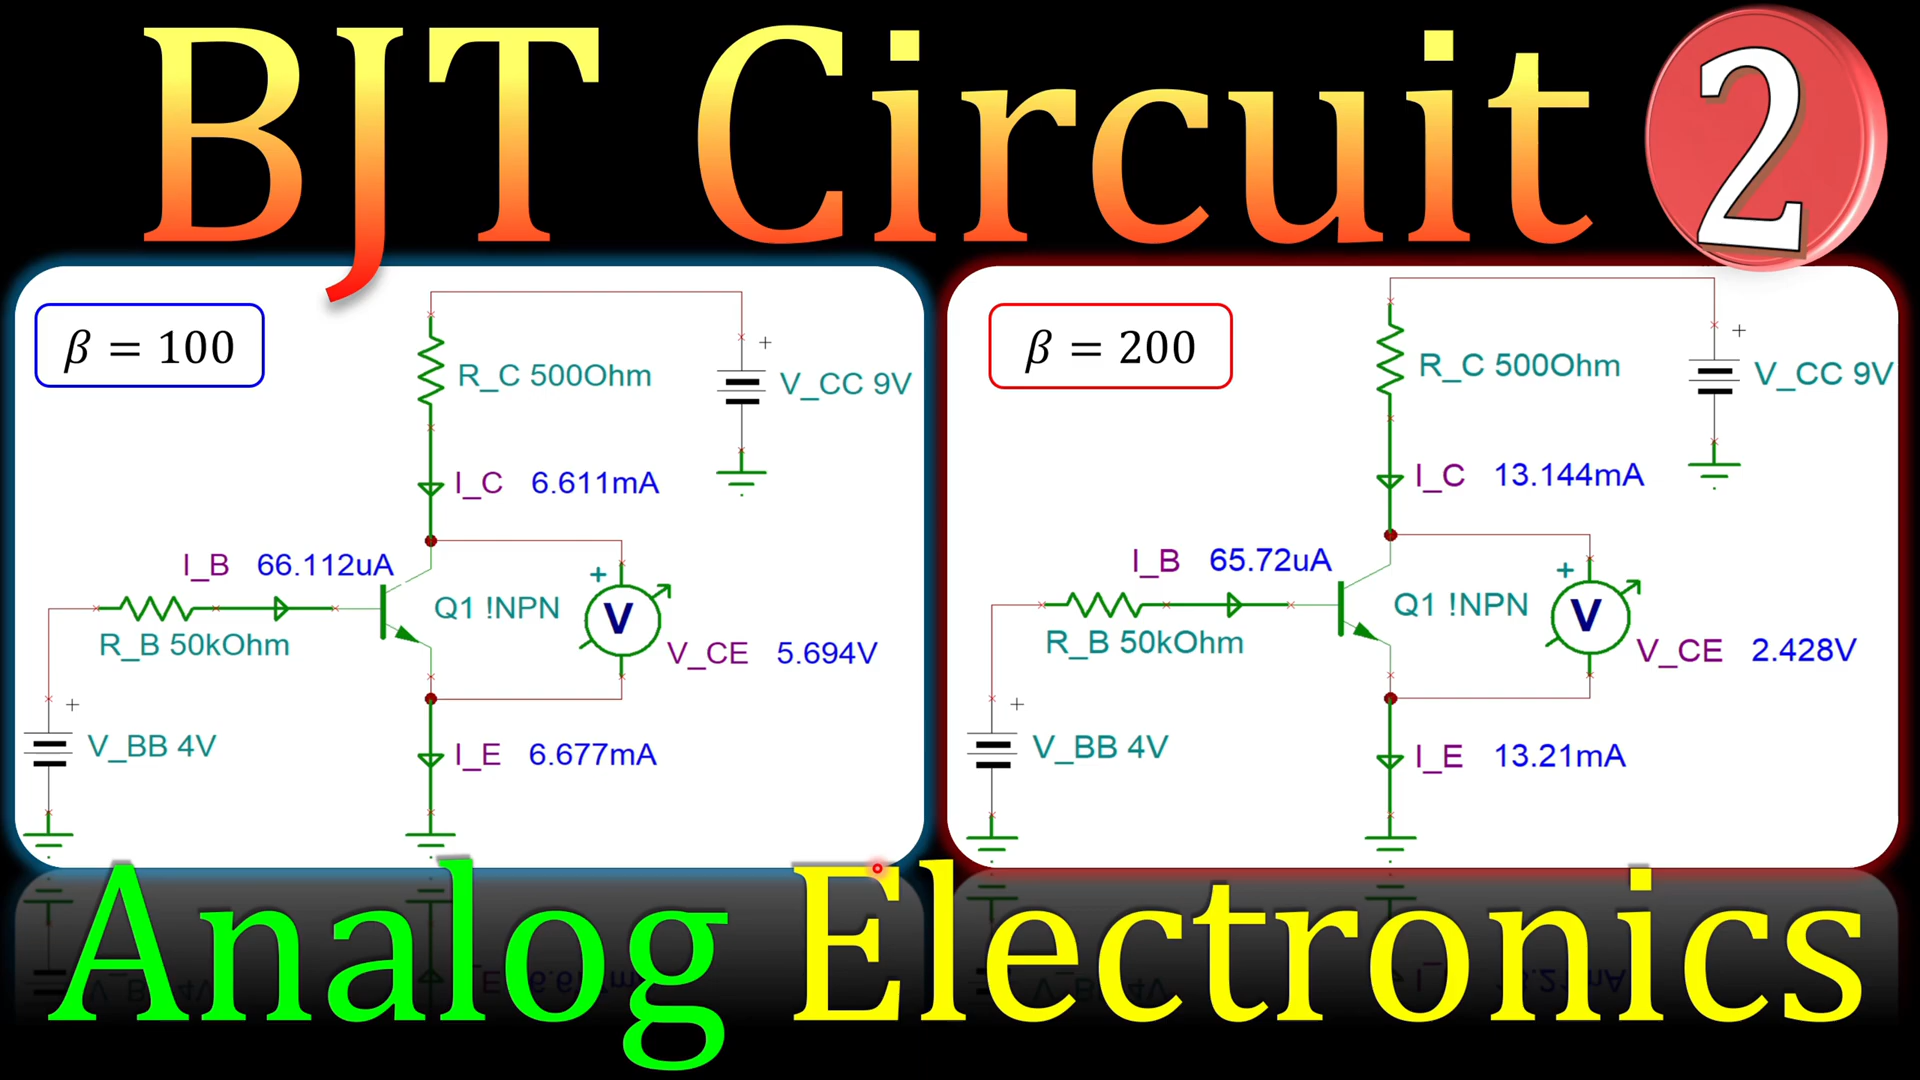 BJT Circuit 2
β = 100
R_C 500Ohm
+
V_CC 9V
I_C 6.611mA
I_B 66.112uA
+
Q1 !NPN
V
R_B 50kOhm
V_CE 5.694V
+
V_BB 4V
I_E 6.677mA
β = 200
+
R_C 500Ohm
V_CC 9V
I_C 13.144mA
I_B 65.72uA
+
Q1 !NPN
V
R_B 50kOhm
V_CE 2.428V
+
V_BB 4V
I_E 13.21mA
Analog Electronics